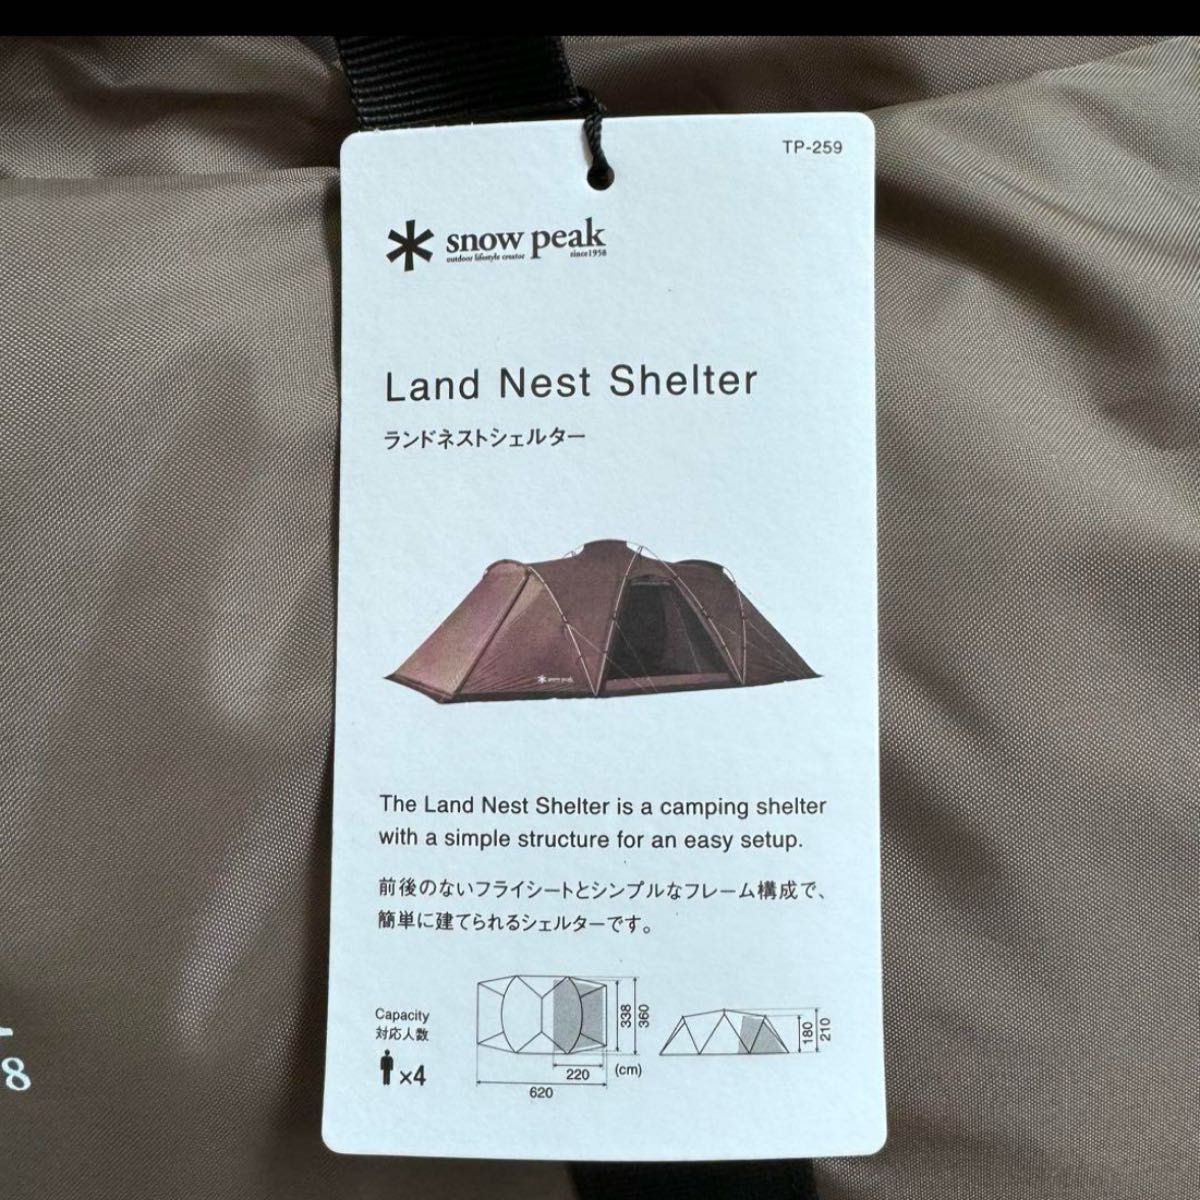 TP-259
snow peak
outdoor lifestyle creator since1958
Land Nest Shelter
ランドネストシェルター
snow peak
The Land Nest Shelter is a camping shelter
with a simple structure for an easy setup.
前後のないフライシートとシンプルなフレーム構成で、
簡単に建てられるシェルターです。
Capacity
対応人数
×4
338
360
220
(cm)
620
180
210
8